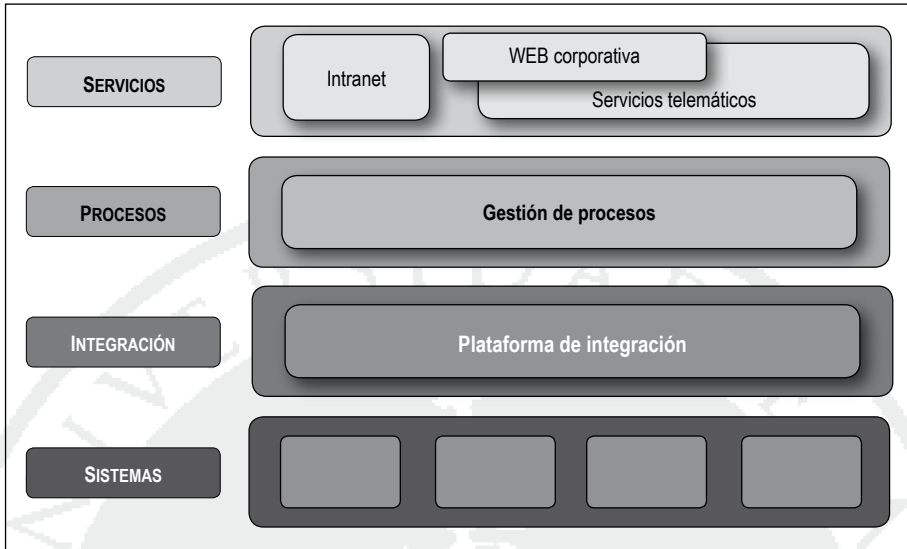 SERVICIOS
Intranet
WEB corporativa
Servicios telemáticos
PROCESOS
Gestión de procesos
INTEGRACIÓN
Plataforma de integración
SISTEMAS